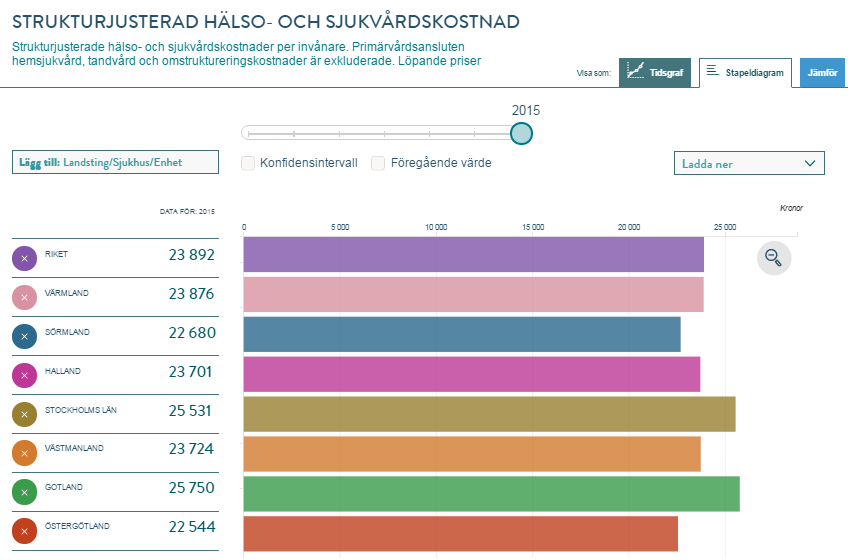 STRUKTURJUSTERAD HÄLSO- OCH SJUKVÅRDSKOSTNAD
Strukturjusterade hälso- och sjukvårdskostnader per invånare. Primärvårdsansluten
hemsjukvård, tandvård och omstruktureringskostnader är exkluderade. Löpande priser
Visa som: Tidsgraf Stapeldiagram Jämför
2015
Lägg till: Landsting/Sjukhus/Enhet
Konfidensintervall Föregående värde
Ladda ner
DATA FÖR: 2015
Kronor
0 5 000 10 000 15 000 20 000 25 000
RIKET 23 892
VÄRMLAND 23 876
SÖRMLAND 22 680
HALLAND 23 701
STOCKHOLMS LÄN 25 531
VÄSTMANLAND 23 724
GOTLAND 25 750
ÖSTERGÖTLAND 22 544